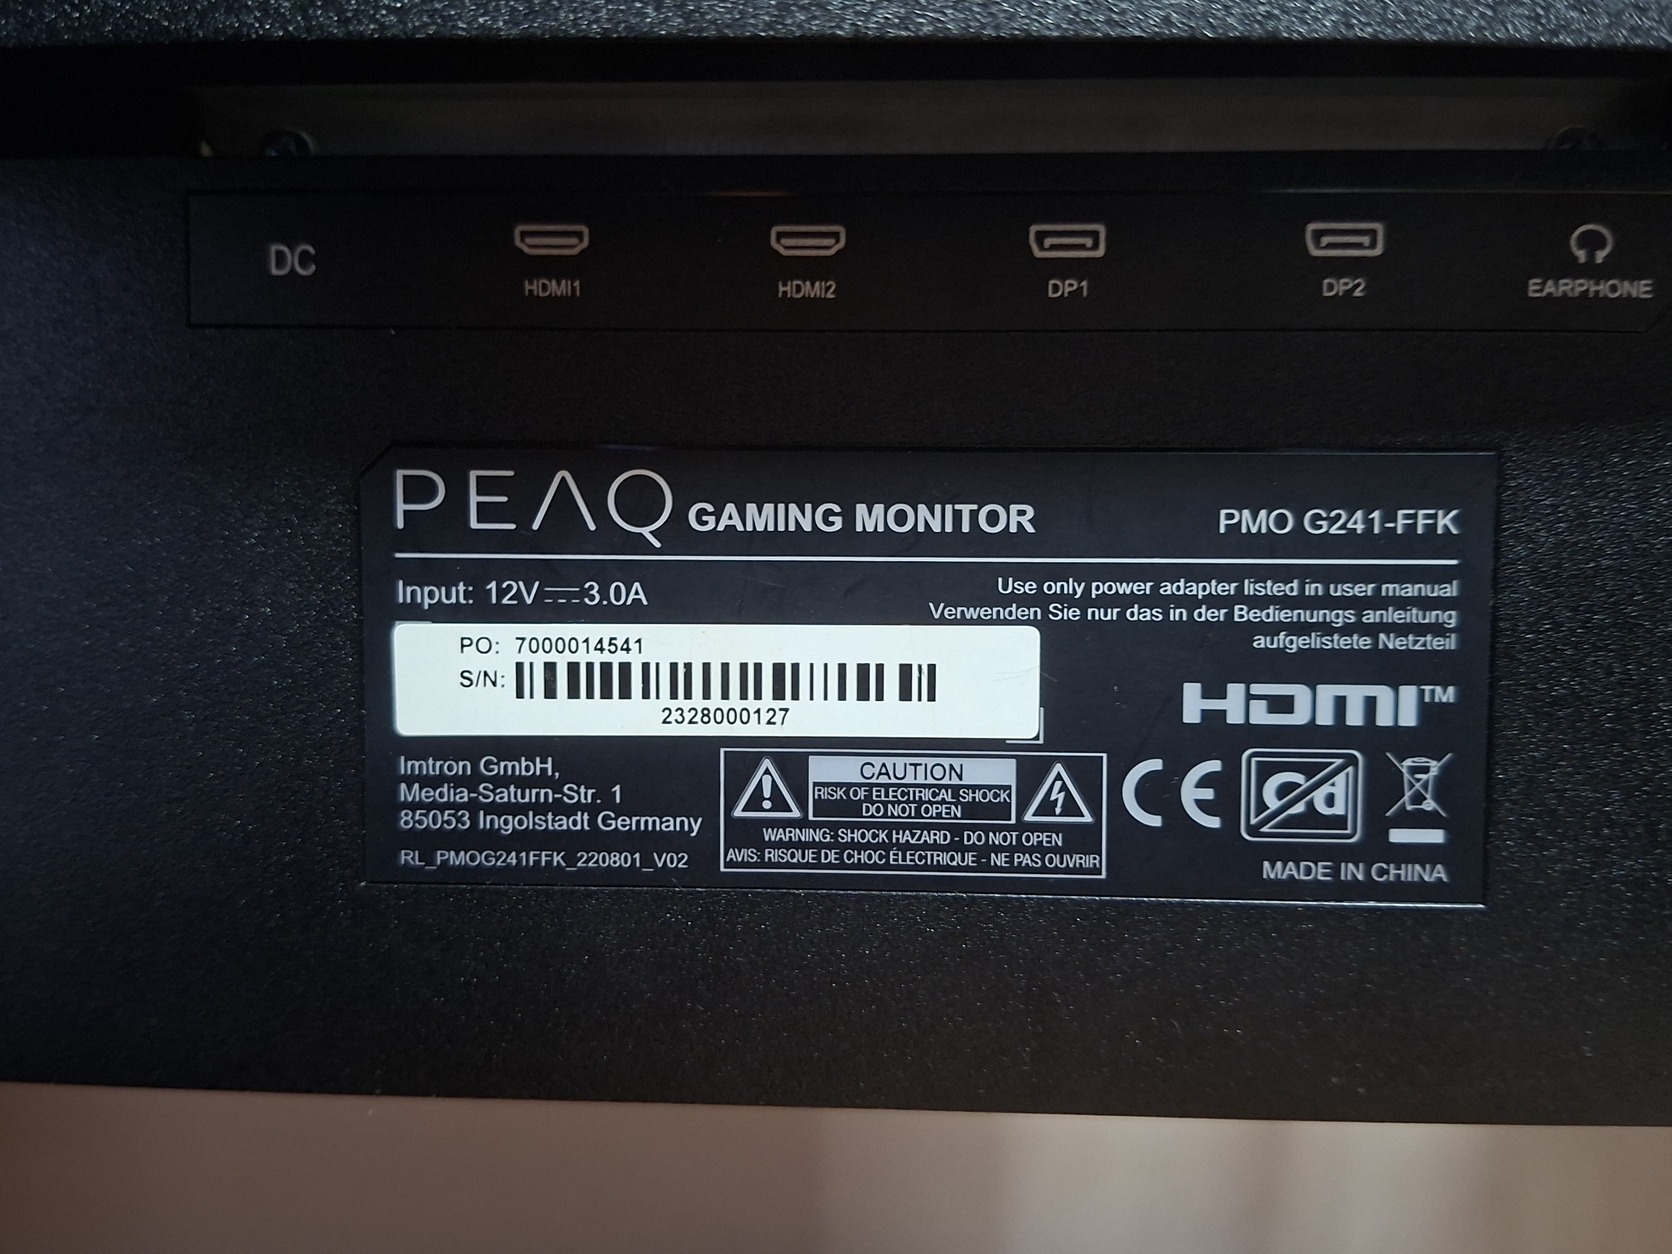 DC
HDMI1
HDMI2
DP1
DP2
EARPHONE
PEAQ GAMING MONITOR
PMO G241-FFK
Input: 12V⎓3.0A
Use only power adapter listed in user manual
Verwenden Sie nur das in der Bedienungs anleitung
aufgelistete Netzteil
PO: 7000014541
S/N:
2328000127
HDMI™
Imtron GmbH,
Media-Saturn-Str. 1
85053 Ingolstadt Germany
RL_PMOG241FFK_220801_V02
CAUTION
RISK OF ELECTRICAL SHOCK
DO NOT OPEN
WARNING: SHOCK HAZARD - DO NOT OPEN
AVIS: RISQUE DE CHOC ÉLECTRIQUE - NE PAS OUVRIR
CE
Cd
MADE IN CHINA